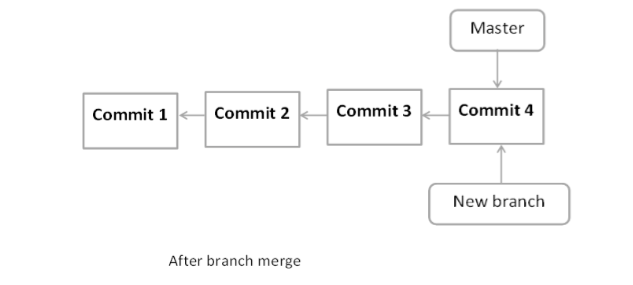 Master
Commit 1
Commit 2
Commit 3
Commit 4
New branch
After branch merge